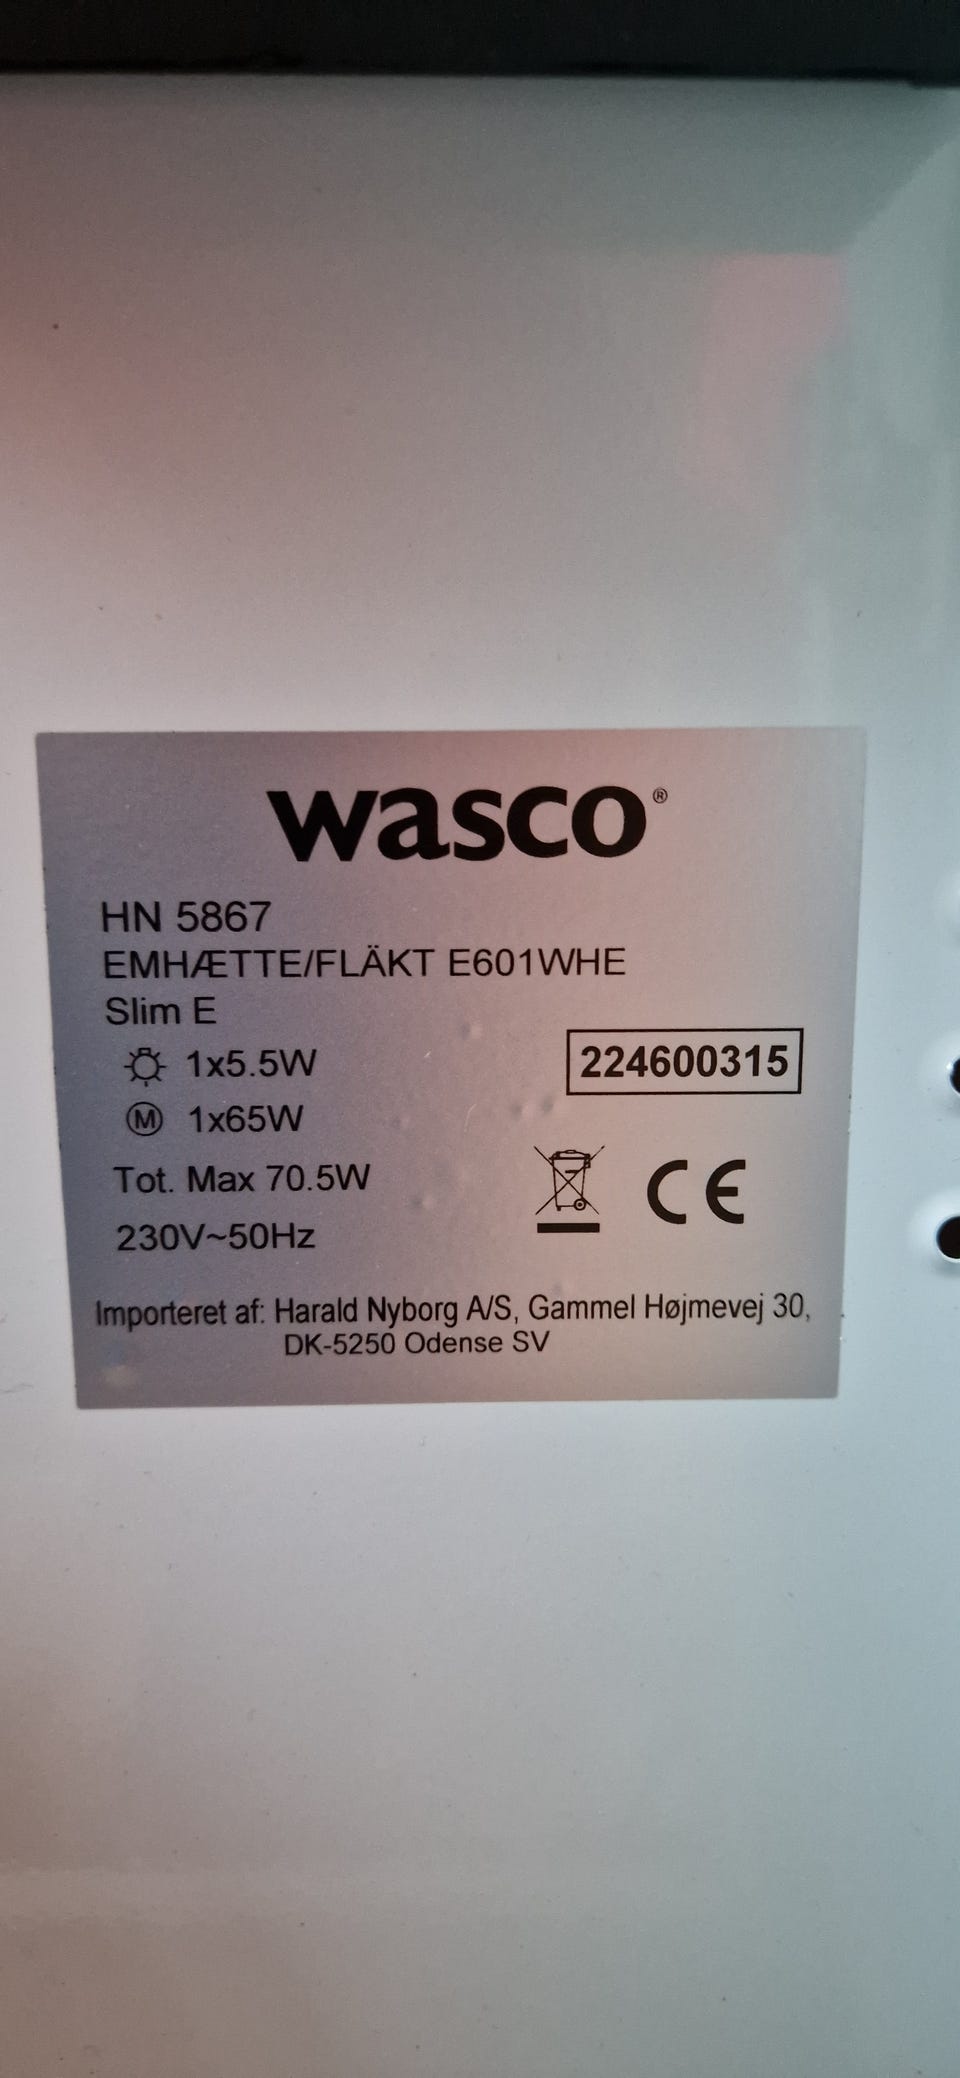 wasco®
HN 5867
EMHÆTTE/FLÄKT E601WHE
Slim E
1x5.5W
224600315
M 1x65W
Tot. Max 70.5W
CE
230V~50Hz
Importeret af: Harald Nyborg A/S, Gammel Højmevej 30,
DK-5250 Odense SV